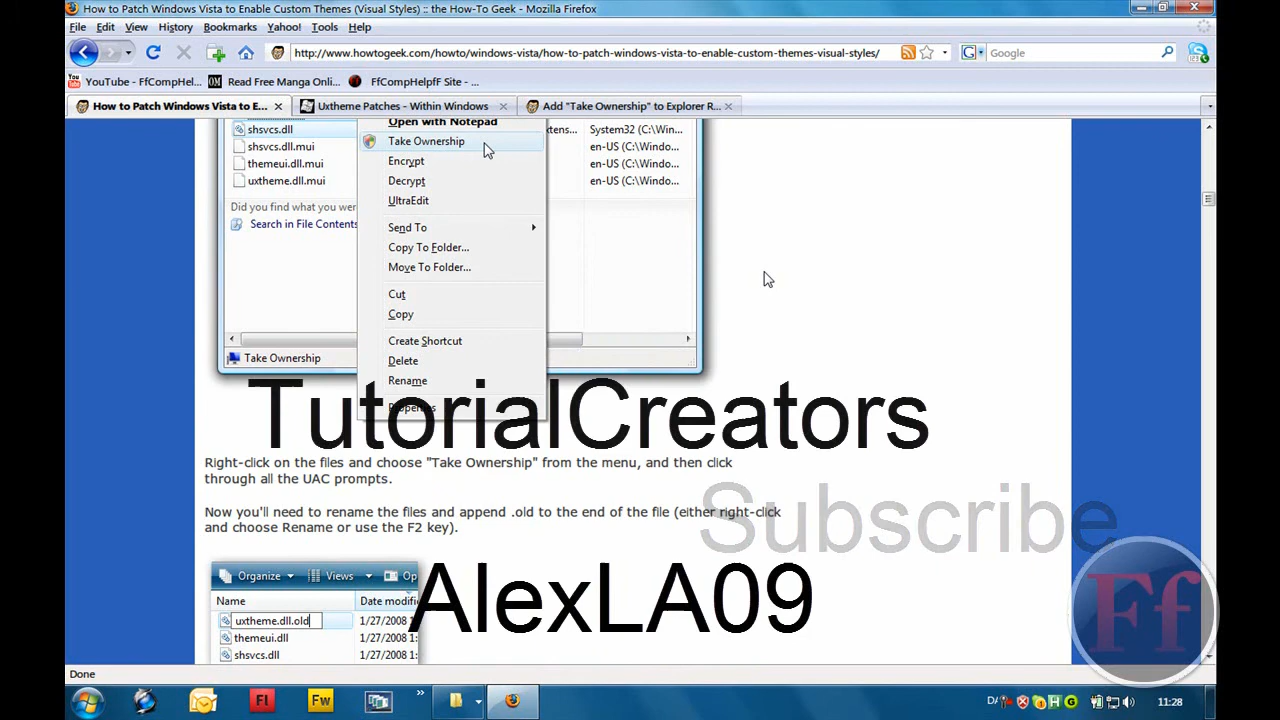 How to Patch Windows Vista to Enable Custom Themes (Visual Styles) :: the How-To Geek - Mozilla Firefox
File Edit View History Bookmarks Yahoo! Tools Help
http://www.howtogeek.com/howto/windows-vista/how-to-patch-windows-vista-to-enable-custom-themes-visual-styles/
Google
YouTube - FfCompHel... Read Free Manga Onli... FfCompHelpfF Site - ...
How to Patch Windows Vista to E... Uxtheme Patches - Within Windows Add "Take Ownership" to Explorer R...
Open with Notepad
shsvcs.dll System32 (C:\Win...
Take Ownership
shsvcs.dll.mui en-US (C:\Windo...
Encrypt
themeui.dll.mui en-US (C:\Windo...
Decrypt
uxtheme.dll.mui en-US (C:\Windo...
UltraEdit
Did you find what you were
Search in File Contents
Send To
Copy To Folder...
Move To Folder...
Cut
Copy
Create Shortcut
Take Ownership
Delete
Rename
Properties
TutorialCreators
Right-click on the files and choose "Take Ownership" from the menu, and then click
through all the UAC prompts.
Subscribe
Now you'll need to rename the files and append .old to the end of the file (either right-click
and choose Rename or use the F2 key).
Organize Views Op
AlexLA09
Name Date modifi
uxtheme.dll.old 1/27/2008 1:
themeui.dll 1/27/2008 1:
shsvcs.dll 1/27/2008 1:
Ff
Done
Fl Fw
DA
11:28